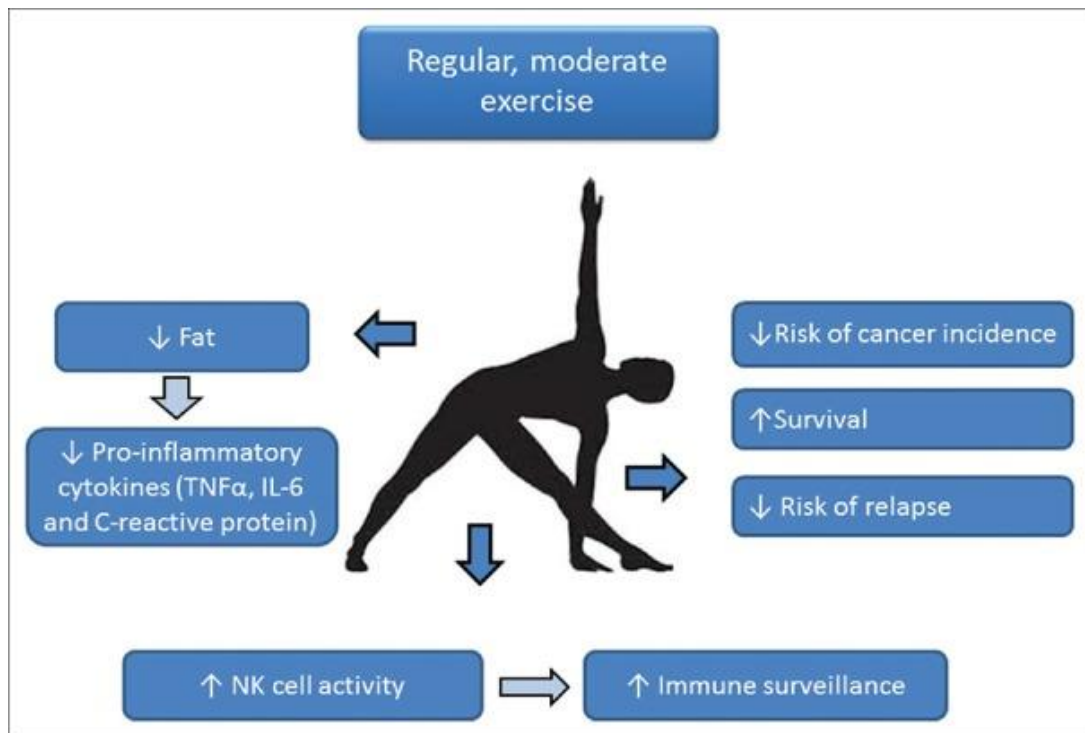 Regular, moderate
exercise
↓ Fat
↓ Pro-inflammatory
cytokines (TNFα, IL-6
and C-reactive protein)
↓Risk of cancer incidence
↑Survival
↓ Risk of relapse
↑ NK cell activity
↑ Immune surveillance